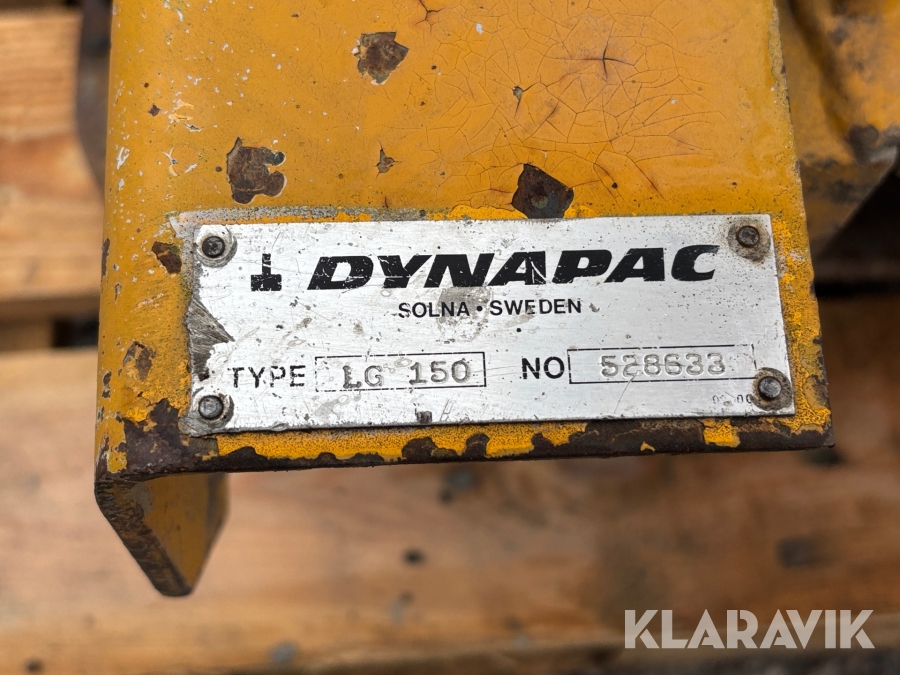 DYNAPAC
SOLNA · SWEDEN
TYPE LG 150 NO 528633
KLARAVIK